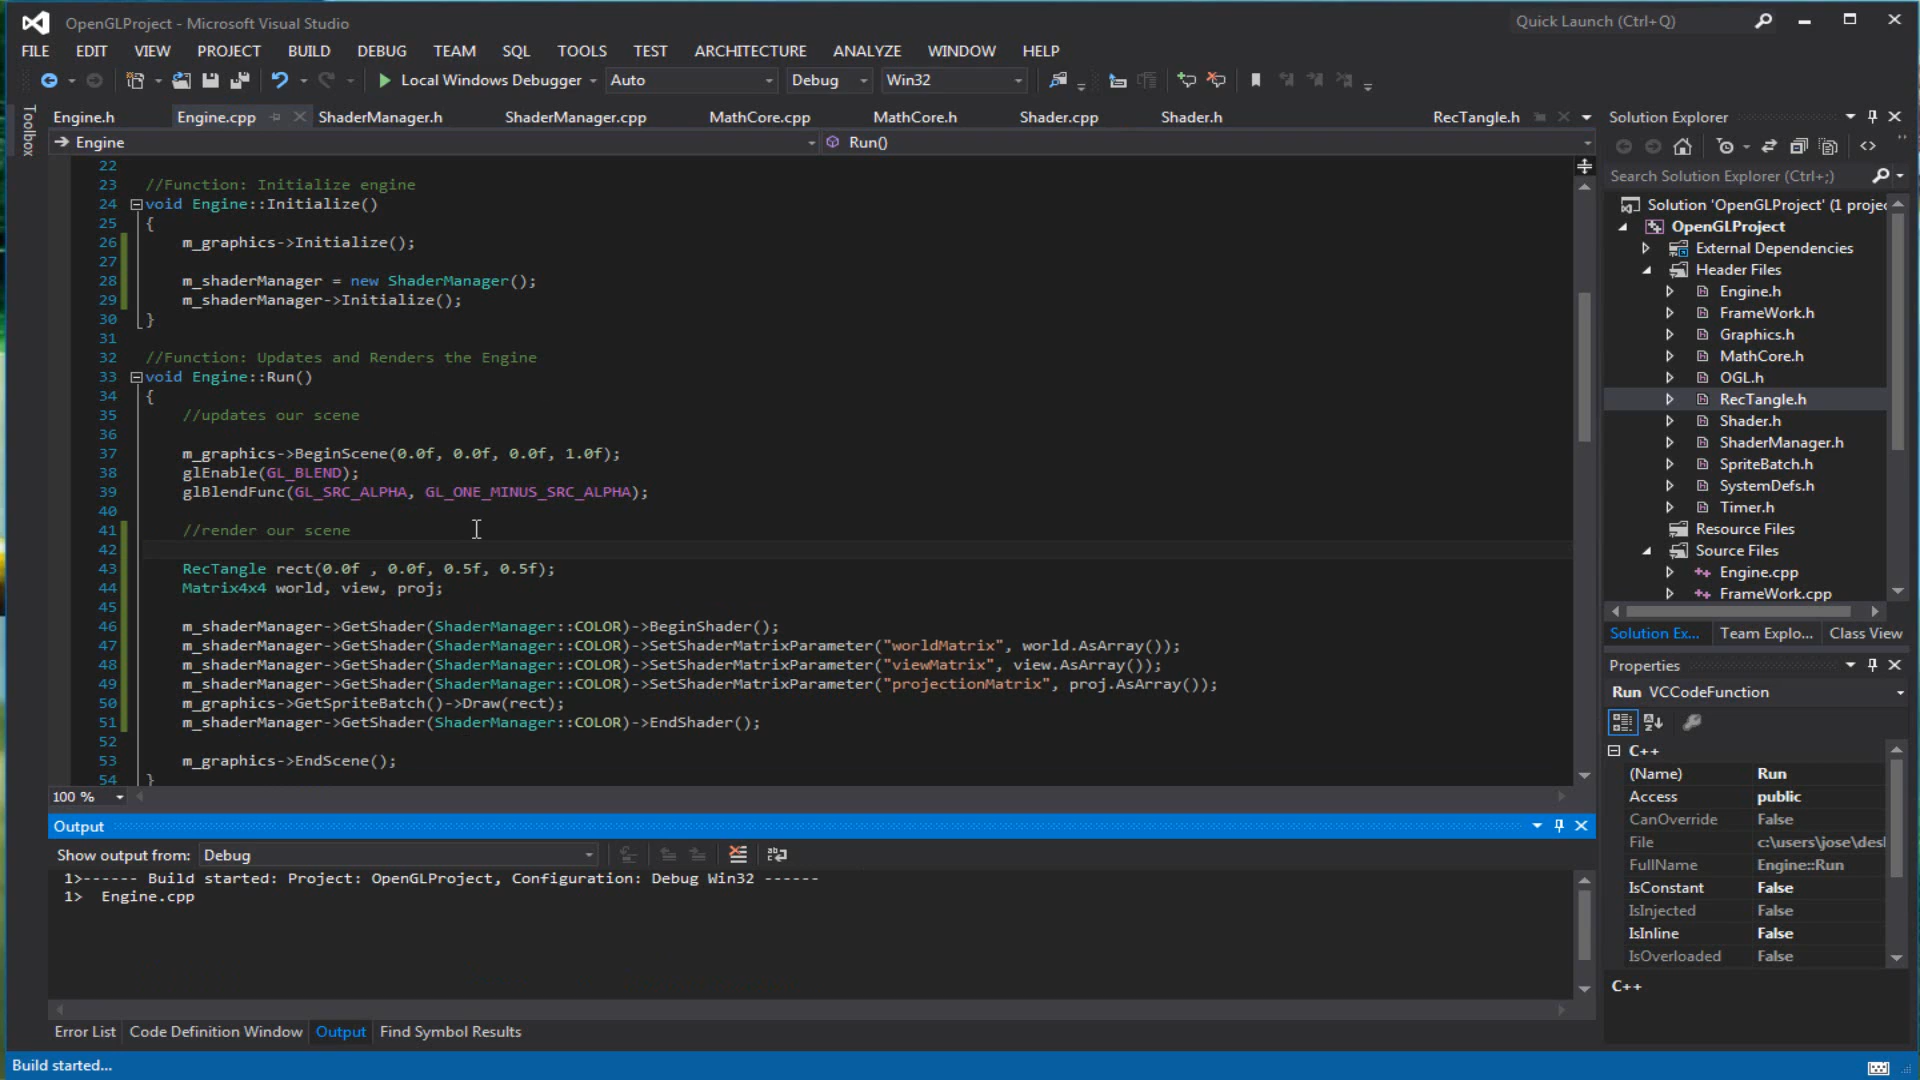 OpenGLProject - Microsoft Visual Studio
Quick Launch (Ctrl+Q)
FILE EDIT VIEW PROJECT BUILD DEBUG TEAM SQL TOOLS TEST ARCHITECTURE ANALYZE WINDOW HELP
Local Windows Debugger Auto Debug Win32
Toolbox
Engine.h Engine.cpp ShaderManager.h ShaderManager.cpp MathCore.cpp MathCore.h Shader.cpp Shader.h RecTangle.h
Engine Run()
22
23 //Function: Initialize engine
24 void Engine::Initialize()
25 {
26 m_graphics->Initialize();
27
28 m_shaderManager = new ShaderManager();
29 m_shaderManager->Initialize();
30 }
31
32 //Function: Updates and Renders the Engine
33 void Engine::Run()
34 {
35 //updates our scene
36
37 m_graphics->BeginScene(0.0f, 0.0f, 0.0f, 1.0f);
38 glEnable(GL_BLEND);
39 glBlendFunc(GL_SRC_ALPHA, GL_ONE_MINUS_SRC_ALPHA);
40
41 //render our scene
42
43 RecTangle rect(0.0f , 0.0f, 0.5f, 0.5f);
44 Matrix4x4 world, view, proj;
45
46 m_shaderManager->GetShader(ShaderManager::COLOR)->BeginShader();
47 m_shaderManager->GetShader(ShaderManager::COLOR)->SetShaderMatrixParameter("worldMatrix", world.AsArray());
48 m_shaderManager->GetShader(ShaderManager::COLOR)->SetShaderMatrixParameter("viewMatrix", view.AsArray());
49 m_shaderManager->GetShader(ShaderManager::COLOR)->SetShaderMatrixParameter("projectionMatrix", proj.AsArray());
50 m_graphics->GetSpriteBatch()->Draw(rect);
51 m_shaderManager->GetShader(ShaderManager::COLOR)->EndShader();
52
53 m_graphics->EndScene();
54 }
100 %
Output
Show output from: Debug
1>------ Build started: Project: OpenGLProject, Configuration: Debug Win32 ------
1> Engine.cpp
Error List Code Definition Window Output Find Symbol Results
Build started...
Solution Explorer
Search Solution Explorer (Ctrl+;)
Solution 'OpenGLProject' (1 projec
OpenGLProject
External Dependencies
Header Files
Engine.h
FrameWork.h
Graphics.h
MathCore.h
OGL.h
RecTangle.h
Shader.h
ShaderManager.h
SpriteBatch.h
SystemDefs.h
Timer.h
Resource Files
Source Files
Engine.cpp
FrameWork.cpp
Solution Ex... Team Explo... Class View
Properties
Run VCCodeFunction
C++
(Name) Run
Access public
CanOverride False
File c:\users\jose\des
FullName Engine::Run
IsConstant False
IsInjected False
IsInline False
IsOverloaded False
C++